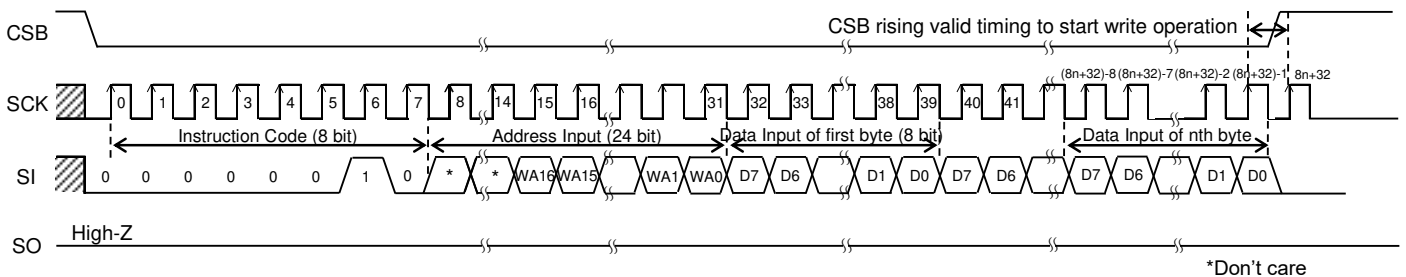 CSB
CSB rising valid timing to start write operation
(8n+32)-8 (8n+32)-7 (8n+32)-2 (8n+32)-1 8n+32
SCK 0 1 2 3 4 5 6 7 8 14 15 16 31 32 33 38 39 40 41
Instruction Code (8 bit) Address Input (24 bit) Data Input of first byte (8 bit) Data Input of nth byte
SI 0 0 0 0 0 0 1 0 * * WA16 WA15 WA1 WA0 D7 D6 D1 D0 D7 D6 D7 D6 D1 D0
High-Z
SO
*Don't care